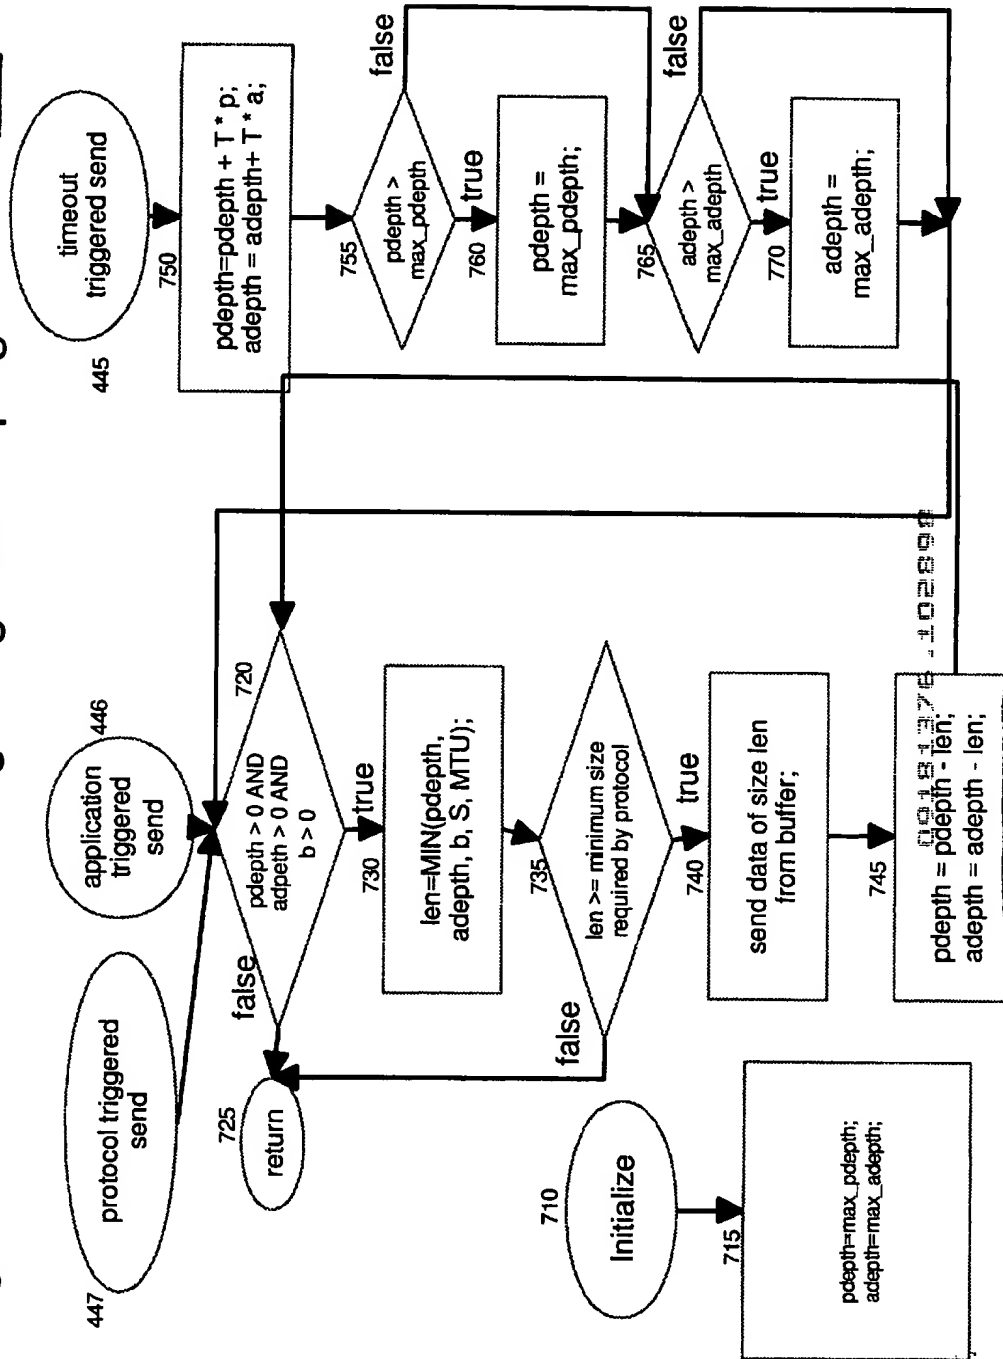 447
protocol triggered
send
446
application
triggered
send
445
timeout
triggered send
750
pdepth=pdepth + T * p;
adepth = adepth+ T * a;
725
return
false
720
pdepth > 0 AND
adpeth > 0 AND
b > 0
true
755
pdepth >
max_pdepth
false
true
730
len=MIN(pdepth,
adepth, b, S, MTU);
760
pdepth =
max_pdepth;
735
len >= minimum size
required by protocol
false
true
765
adepth >
max_adepth
false
true
710
Initialize
740
send data of size len
from buffer;
770
adepth =
max_adepth;
715
pdepth=max_pdepth;
adepth=max_adepth;
745
pdepth = pdepth - len;
adepth = adepth - len;